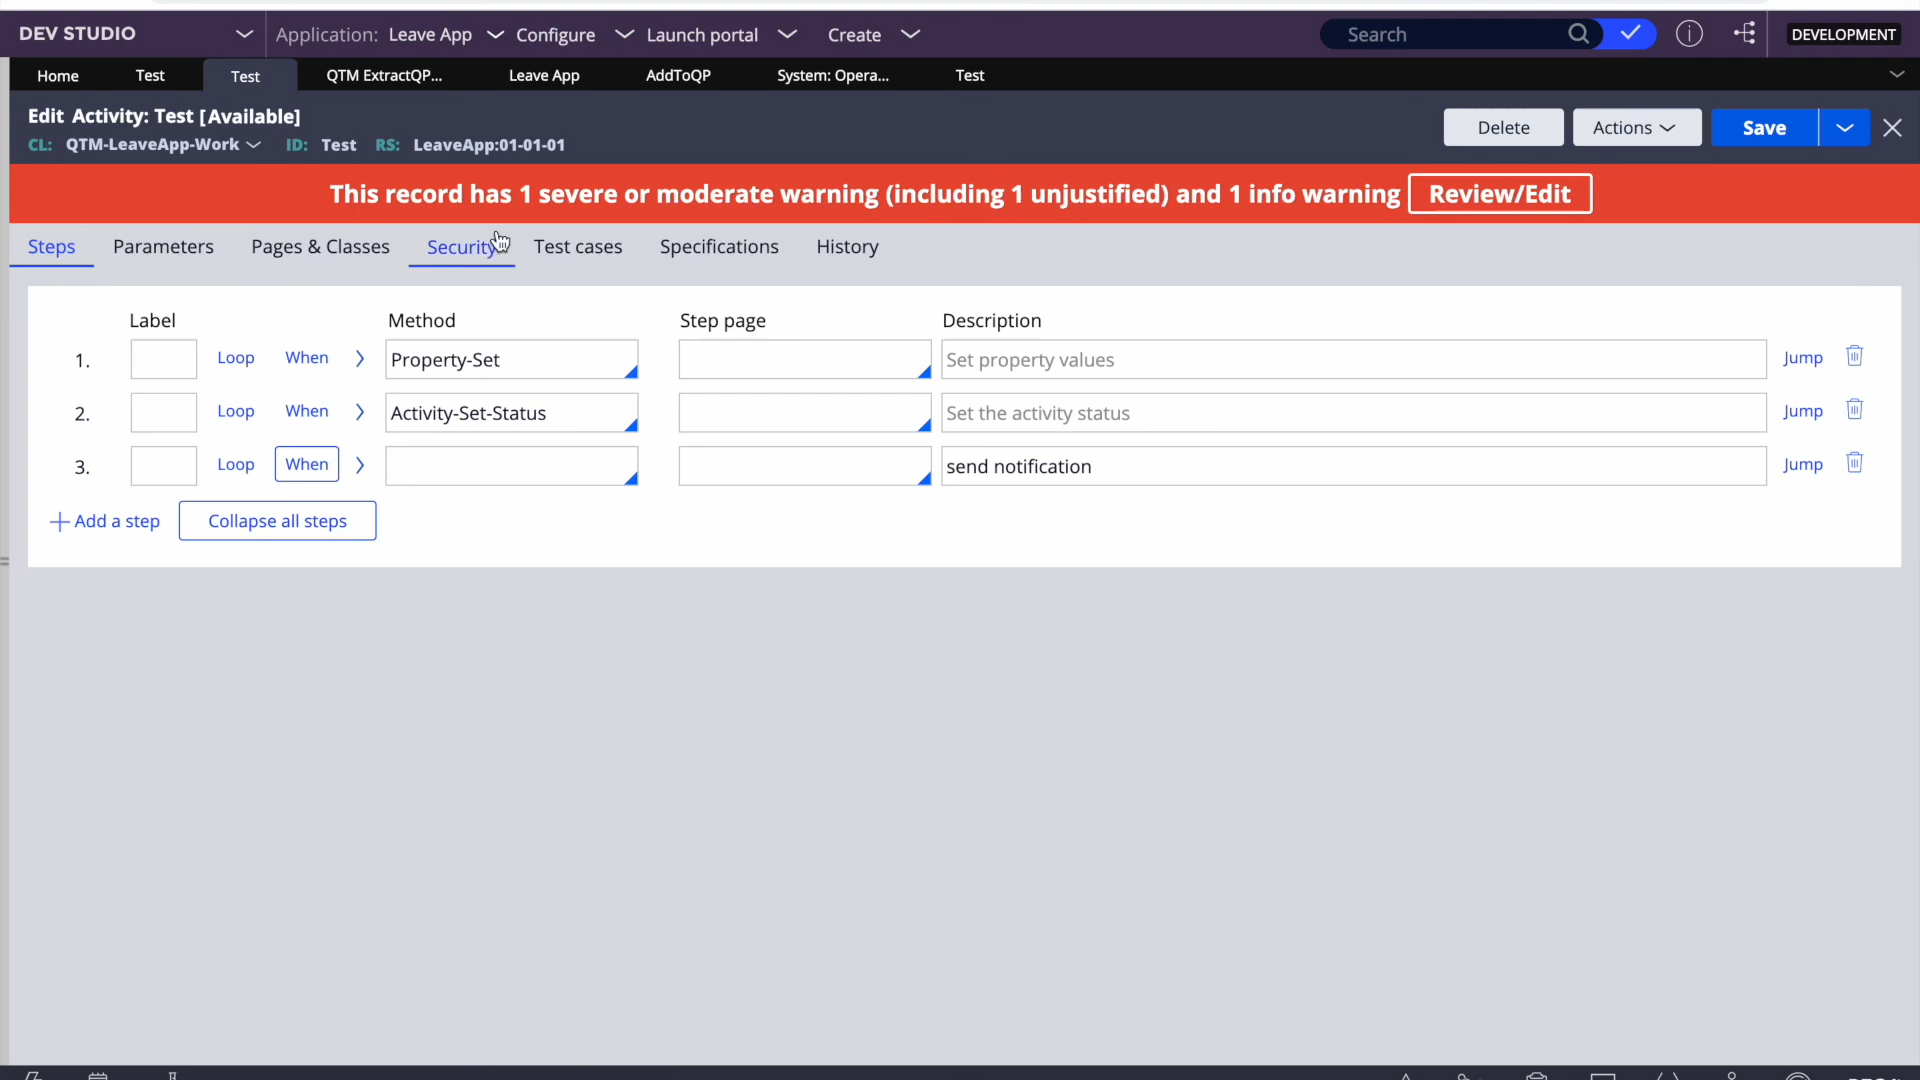 DEV STUDIO
Application: Leave App Configure Launch portal Create Search DEVELOPMENT
Home Test Test QTM ExtractQP... Leave App AddToQP System: Opera... Test
Edit Activity: Test [Available]
CL: QTM-LeaveApp-Work ID: Test RS: LeaveApp:01-01-01
Delete Actions Save
This record has 1 severe or moderate warning (including 1 unjustified) and 1 info warning Review/Edit
Steps Parameters Pages & Classes Security Test cases Specifications History
Label Method Step page Description
1. Loop When Property-Set Set property values Jump
2. Loop When Activity-Set-Status Set the activity status Jump
3. Loop When send notification Jump
Add a step Collapse all steps